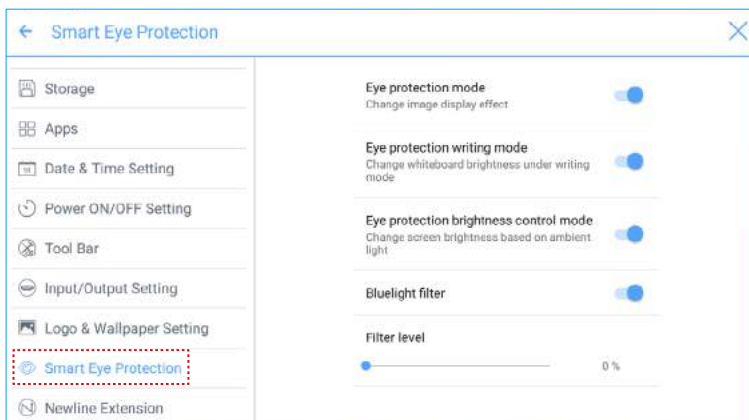 Smart Eye Protection
Storage
Apps
Date & Time Setting
Power ON/OFF Setting
Tool Bar
Input/Output Setting
Logo & Wallpaper Setting
Smart Eye Protection
Newline Extension
Eye protection mode
Change image display effect
Eye protection writing mode
Change whiteboard brightness under writing
mode
Eye protection brightness control mode
Change screen brightness based on ambient
light
Bluelight filter
Filter level
0 %